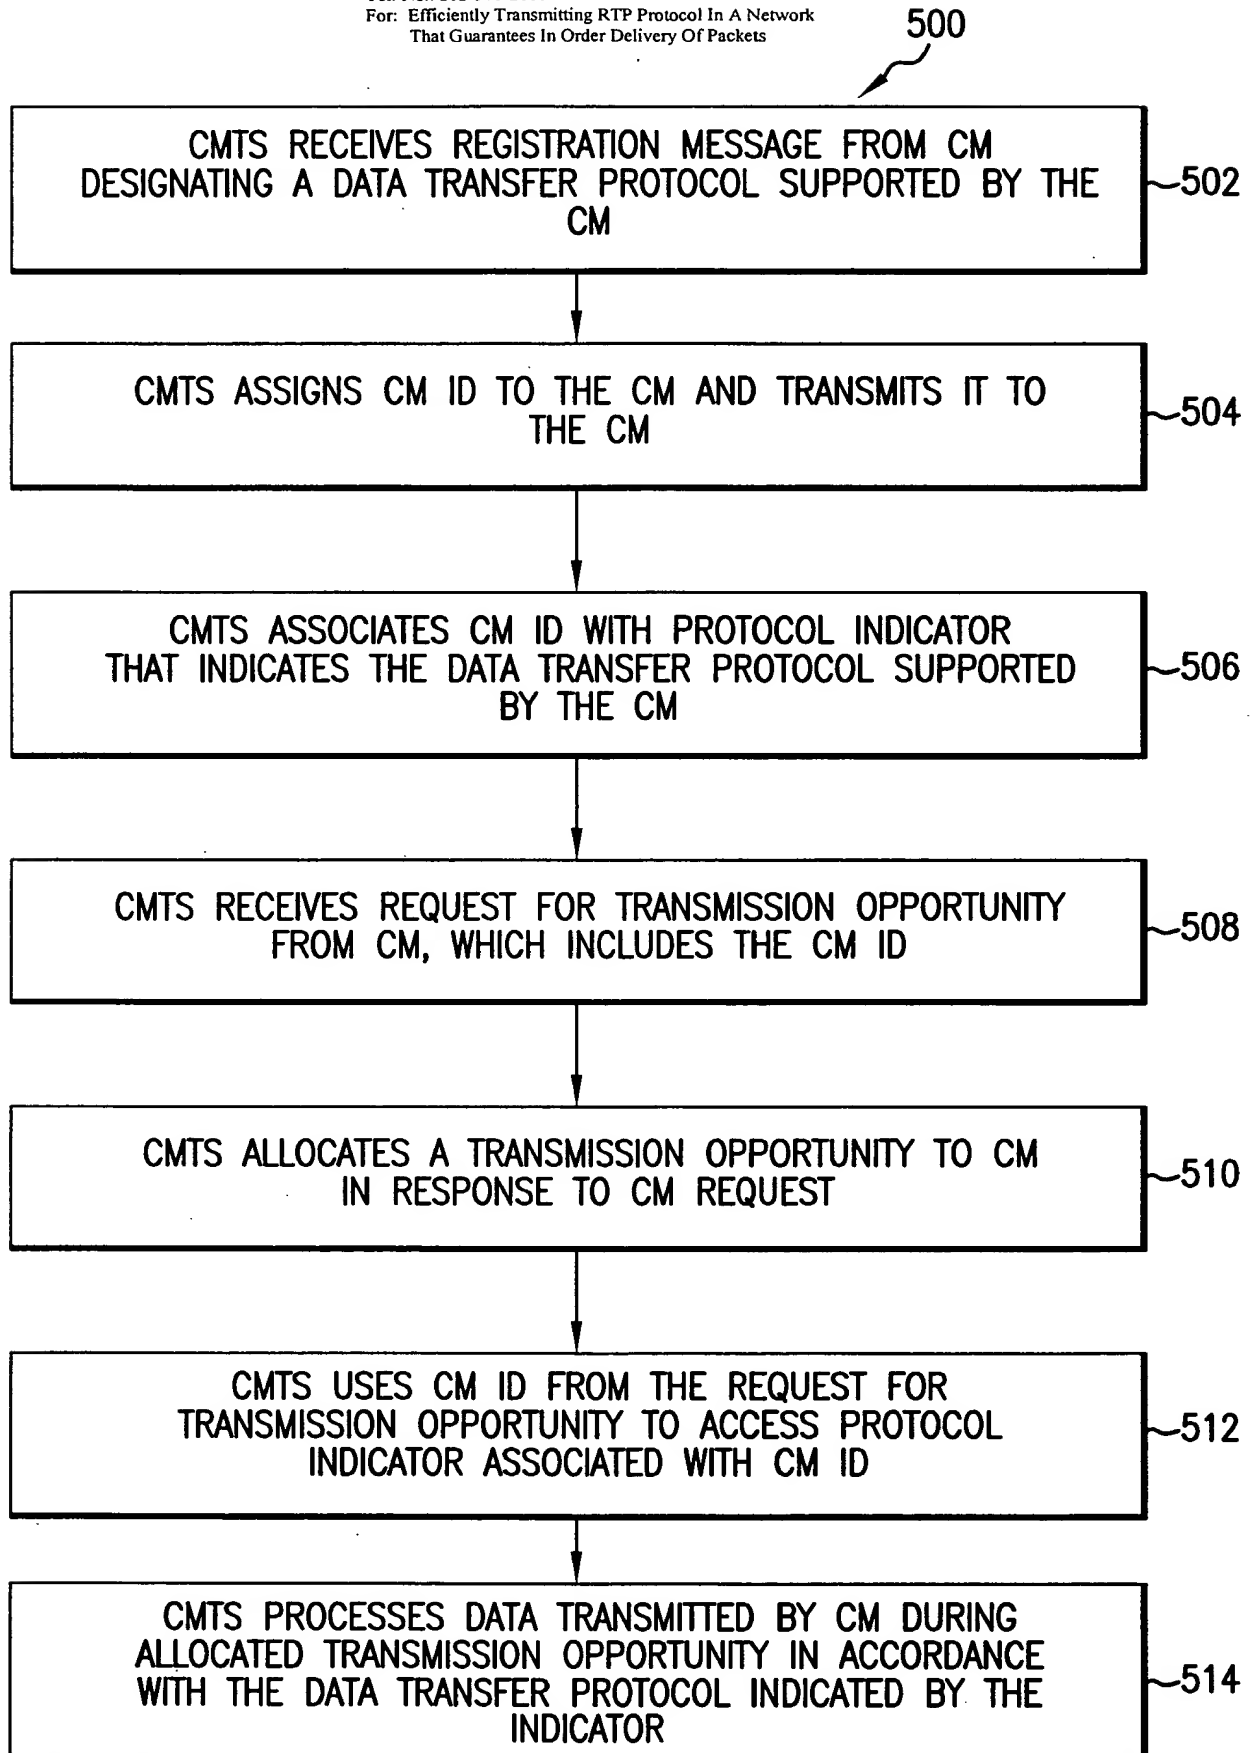 For: Efficiently Transmitting RTP Protocol In A Network
That Guarantees In Order Delivery Of Packets
500
CMTS RECEIVES REGISTRATION MESSAGE FROM CM
DESIGNATING A DATA TRANSFER PROTOCOL SUPPORTED BY THE
CM
502
CMTS ASSIGNS CM ID TO THE CM AND TRANSMITS IT TO
THE CM
504
CMTS ASSOCIATES CM ID WITH PROTOCOL INDICATOR
THAT INDICATES THE DATA TRANSFER PROTOCOL SUPPORTED
BY THE CM
506
CMTS RECEIVES REQUEST FOR TRANSMISSION OPPORTUNITY
FROM CM, WHICH INCLUDES THE CM ID
508
CMTS ALLOCATES A TRANSMISSION OPPORTUNITY TO CM
IN RESPONSE TO CM REQUEST
510
CMTS USES CM ID FROM THE REQUEST FOR
TRANSMISSION OPPORTUNITY TO ACCESS PROTOCOL
INDICATOR ASSOCIATED WITH CM ID
512
CMTS PROCESSES DATA TRANSMITTED BY CM DURING
ALLOCATED TRANSMISSION OPPORTUNITY IN ACCORDANCE
WITH THE DATA TRANSFER PROTOCOL INDICATED BY THE
INDICATOR
514